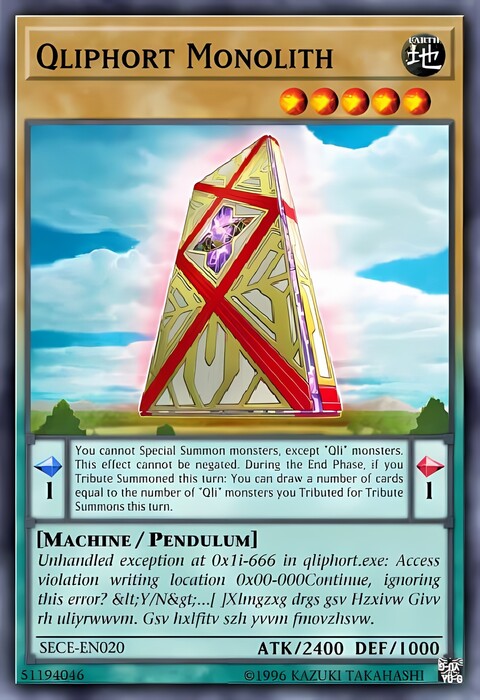 Qliphort Monolith
EARTH
地
You cannot Special Summon monsters, except "Qli" monsters.
This effect cannot be negated. During the End Phase, if you
Tribute Summoned this turn: You can draw a number of cards
equal to the number of "Qli" monsters you Tributed for Tribute
Summons this turn.
1
1
[Machine / Pendulum]
Unhandled exception at 0x1i-666 in qliphort.exe: Access
violation writing location 0x00-000Continue, ignoring
this error? &lt;Y/N&gt;...[ ]XImgzxg drgs gsv Hzxivw Givv
rh uliyrwwvm. Gsv hxlfitv szh yvvm fimovzhsw.
SECE-EN020
ATK/2400 DEF/1000
51194046
©1996 KAZUKI TAKAHASHI